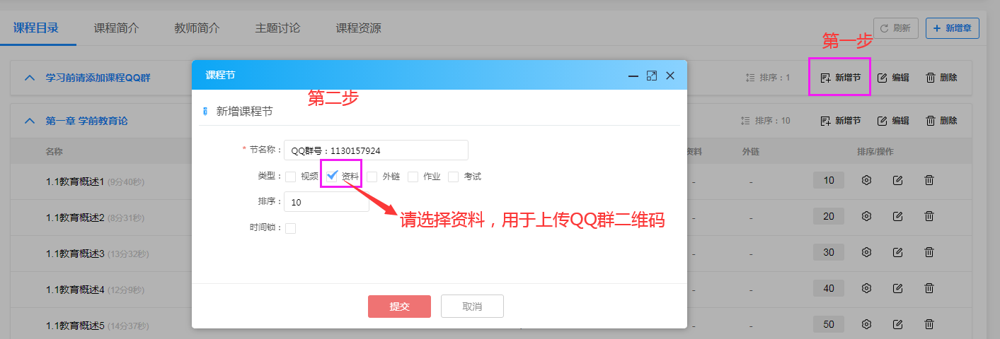 课程目录 课程简介 教师简介 主题讨论 课程资源 刷新 + 新增章
第一步
学习前请添加课程QQ群 排序：1 新增节 编辑 删除
课程节
第二步
新增课程节
第一章 学前教育论 排序：10 新增节 编辑 删除
名称 资料 外链 排序/操作
* 节名称： QQ群号：1130157924
类型： 视频 资料 外链 作业 考试
1.1教育概述1 (9分40秒) - - 10
排序： 10
请选择资料，用于上传QQ群二维码
1.1教育概述2 (8分31秒) - - 20
时间锁：
1.1教育概述3 (13分32秒) - - 30
1.1教育概述4 (12分9秒) - - 40
提交 取消
1.1教育概述5 (14分37秒) - - 50